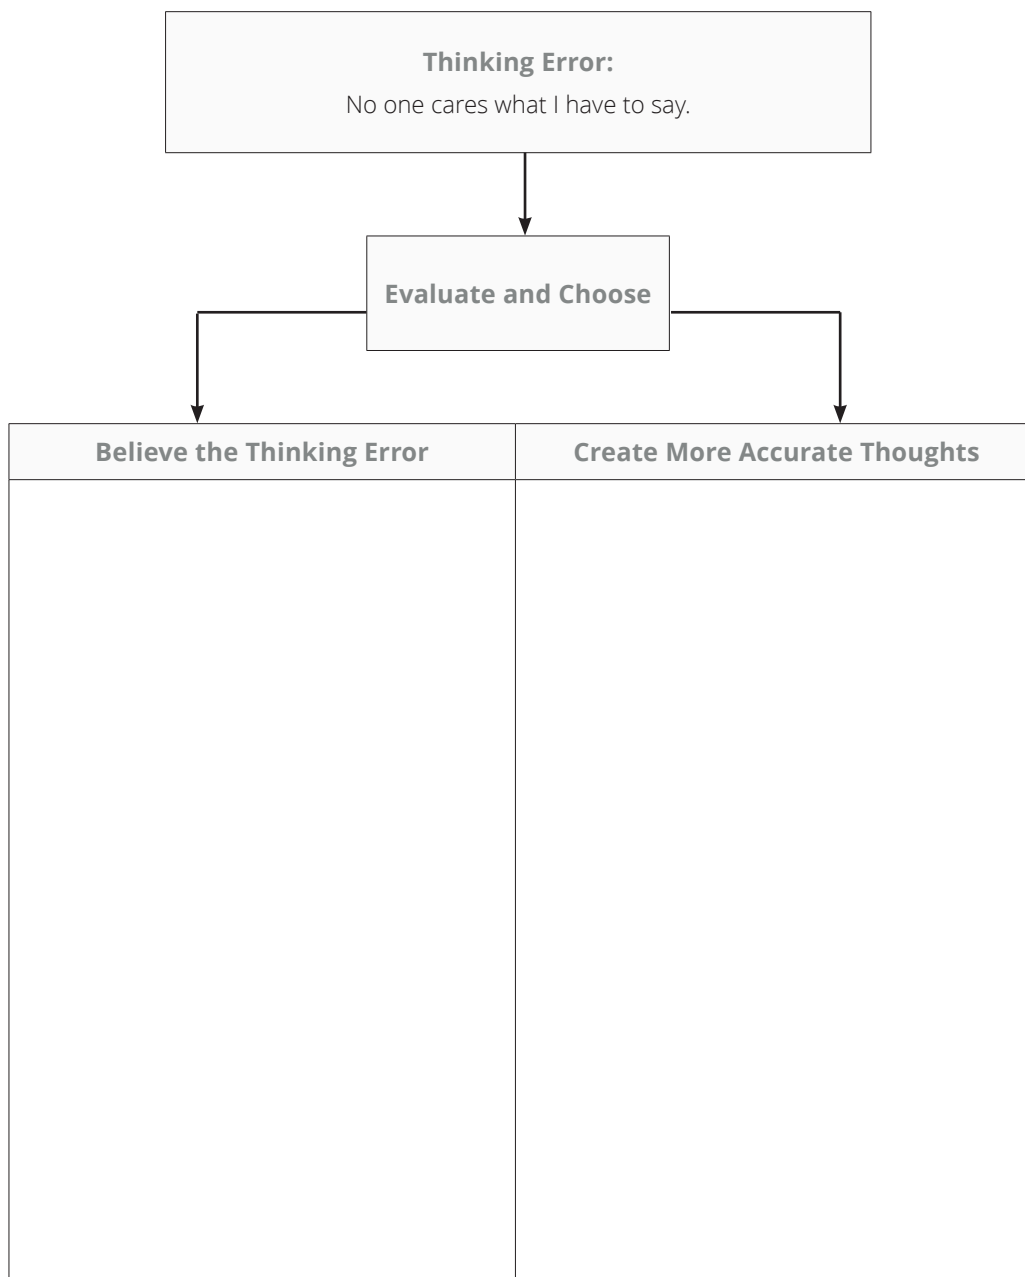 Thinking Error:
No one cares what I have to say.
Evaluate and Choose
Believe the Thinking Error
Create More Accurate Thoughts